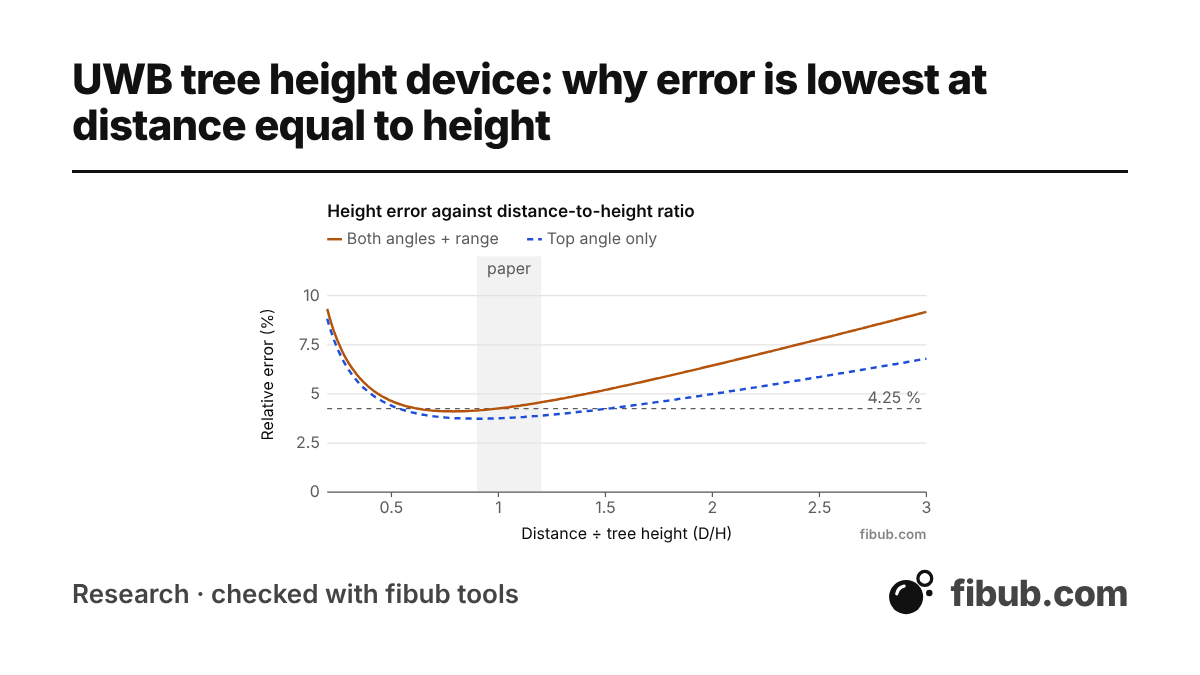 UWB tree height device: why error is lowest at
distance equal to height
Height error against distance-to-height ratio
Both angles + range
Top angle only
paper
10
7.5
5
2.5
0
Relative error (%)
4.25 %
0.5
1
1.5
2
2.5
3
Distance ÷ tree height (D/H)
fibub.com
Research · checked with fibub tools
fibub.com